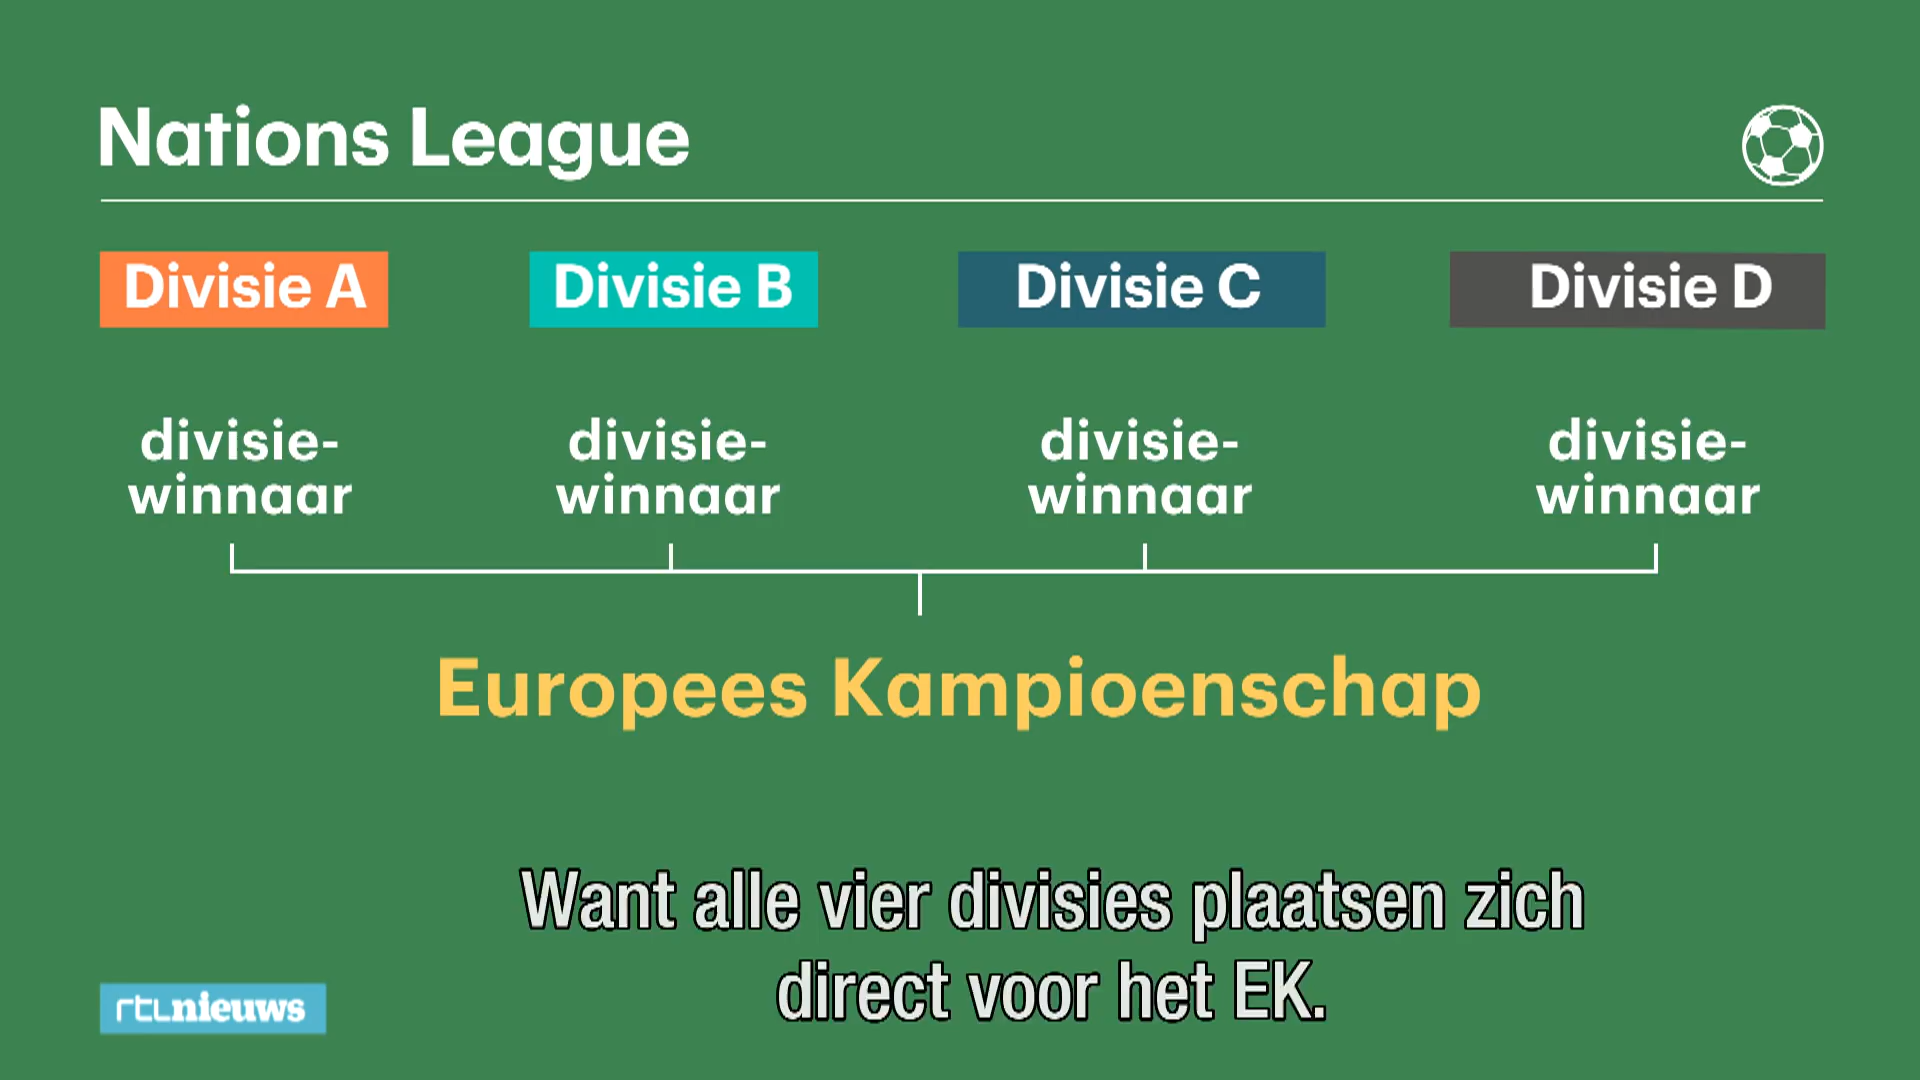 Nations League
Divisie A
Divisie B
Divisie C
Divisie D
divisie-
winnaar
divisie-
winnaar
divisie-
winnaar
divisie-
winnaar
Europees Kampioenschap
Want alle vier divisies plaatsen zich
direct voor het EK.
rtlnieuws